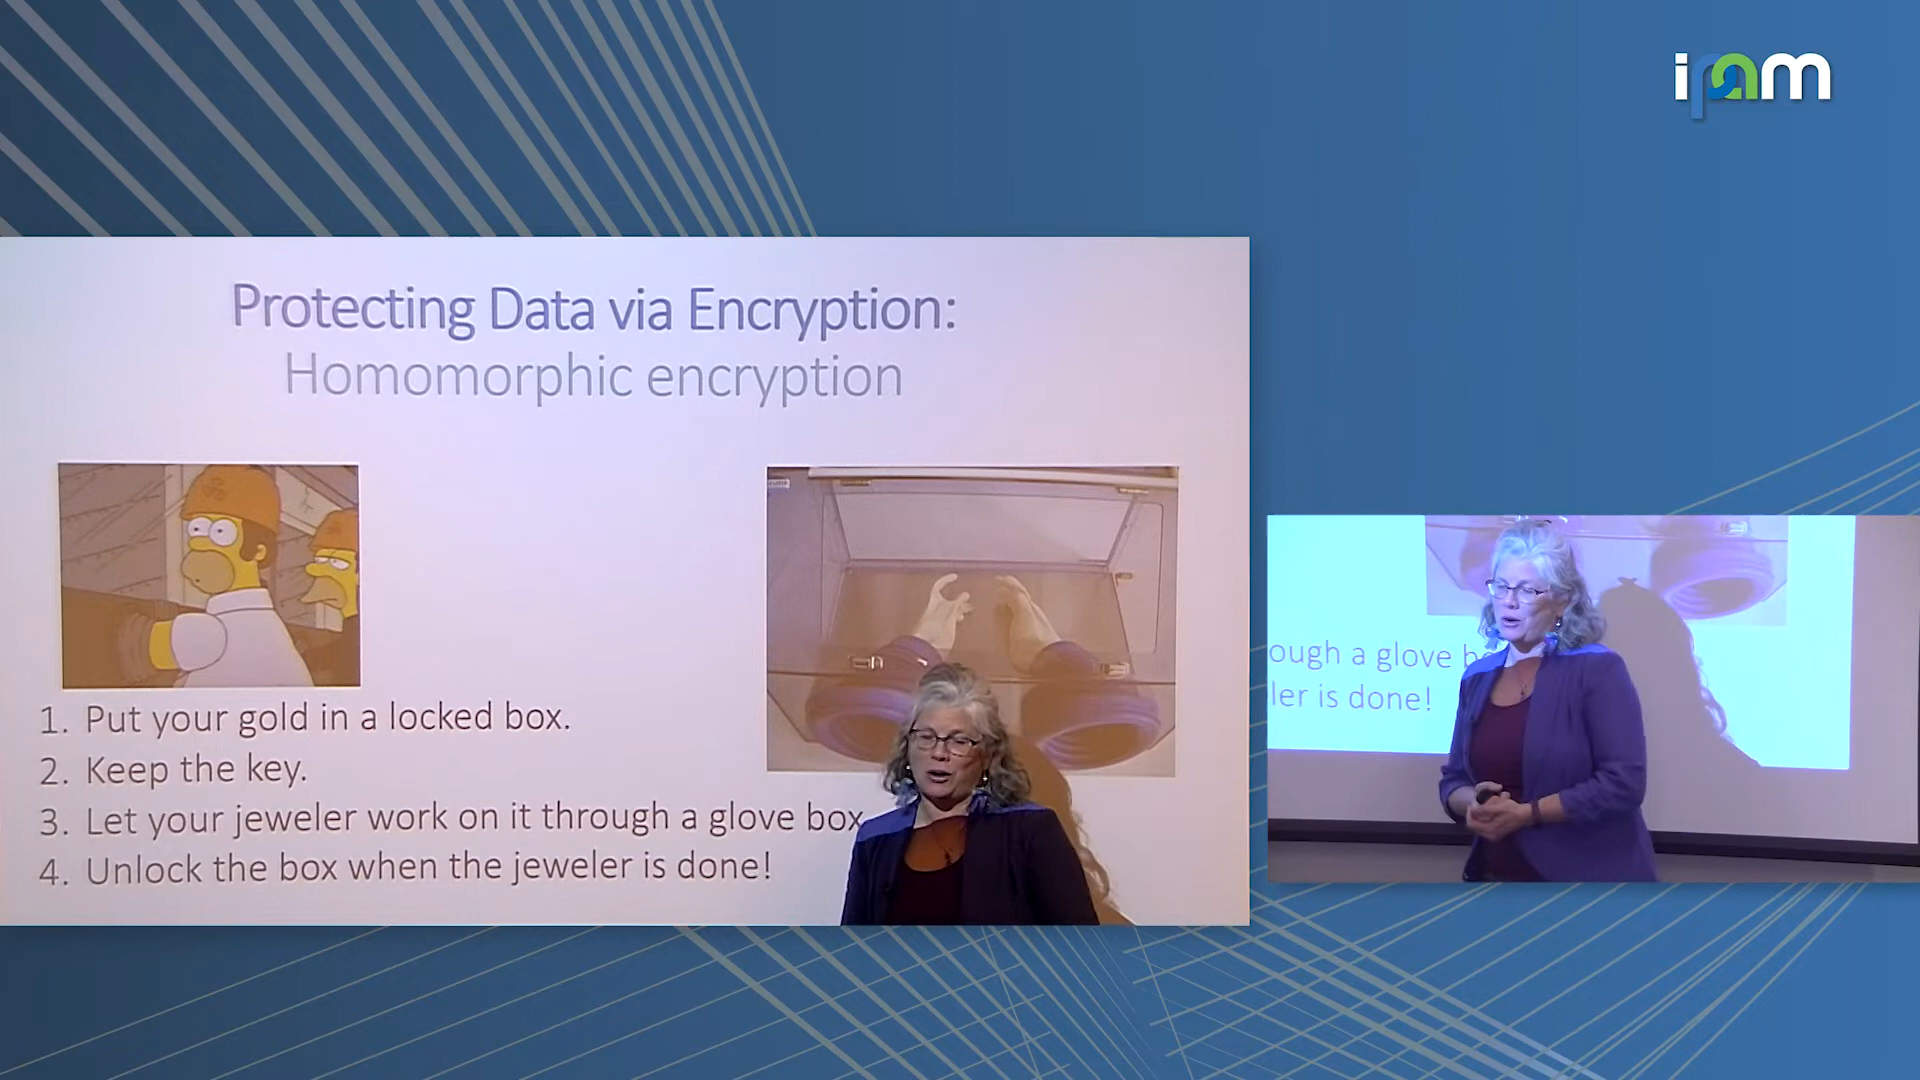 ipam
Protecting Data via Encryption:
Homomorphic encryption
1. Put your gold in a locked box.
2. Keep the key.
3. Let your jeweler work on it through a glove box
4. Unlock the box when the jeweler is done!
ough a glove b
ler is done!